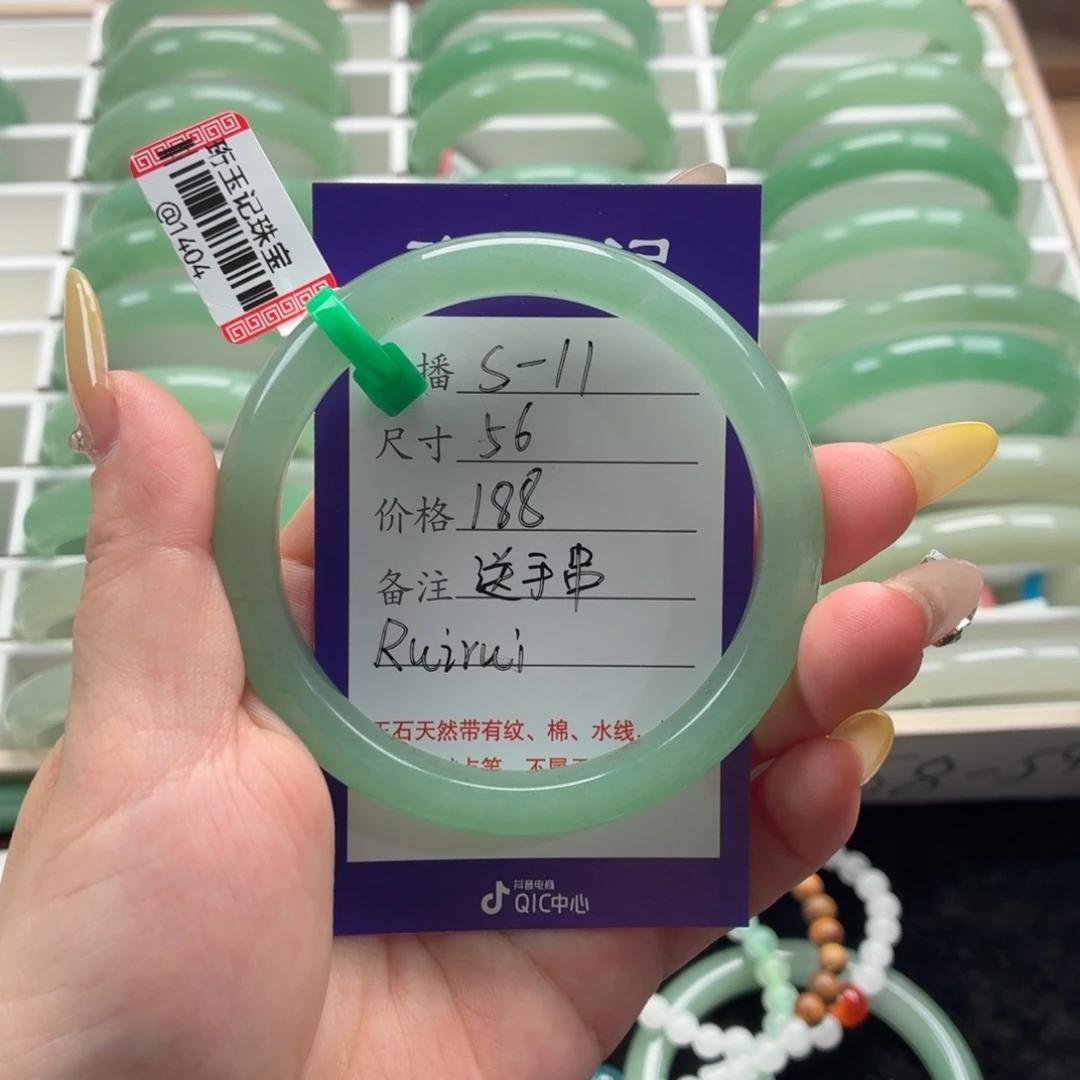 珩玉记珠宝
@1404
播 S-11
尺寸 56
价格 188
备注 送手串
Ruirui
玉石天然带有纹、棉、水线、
抖音电商
QIC中心